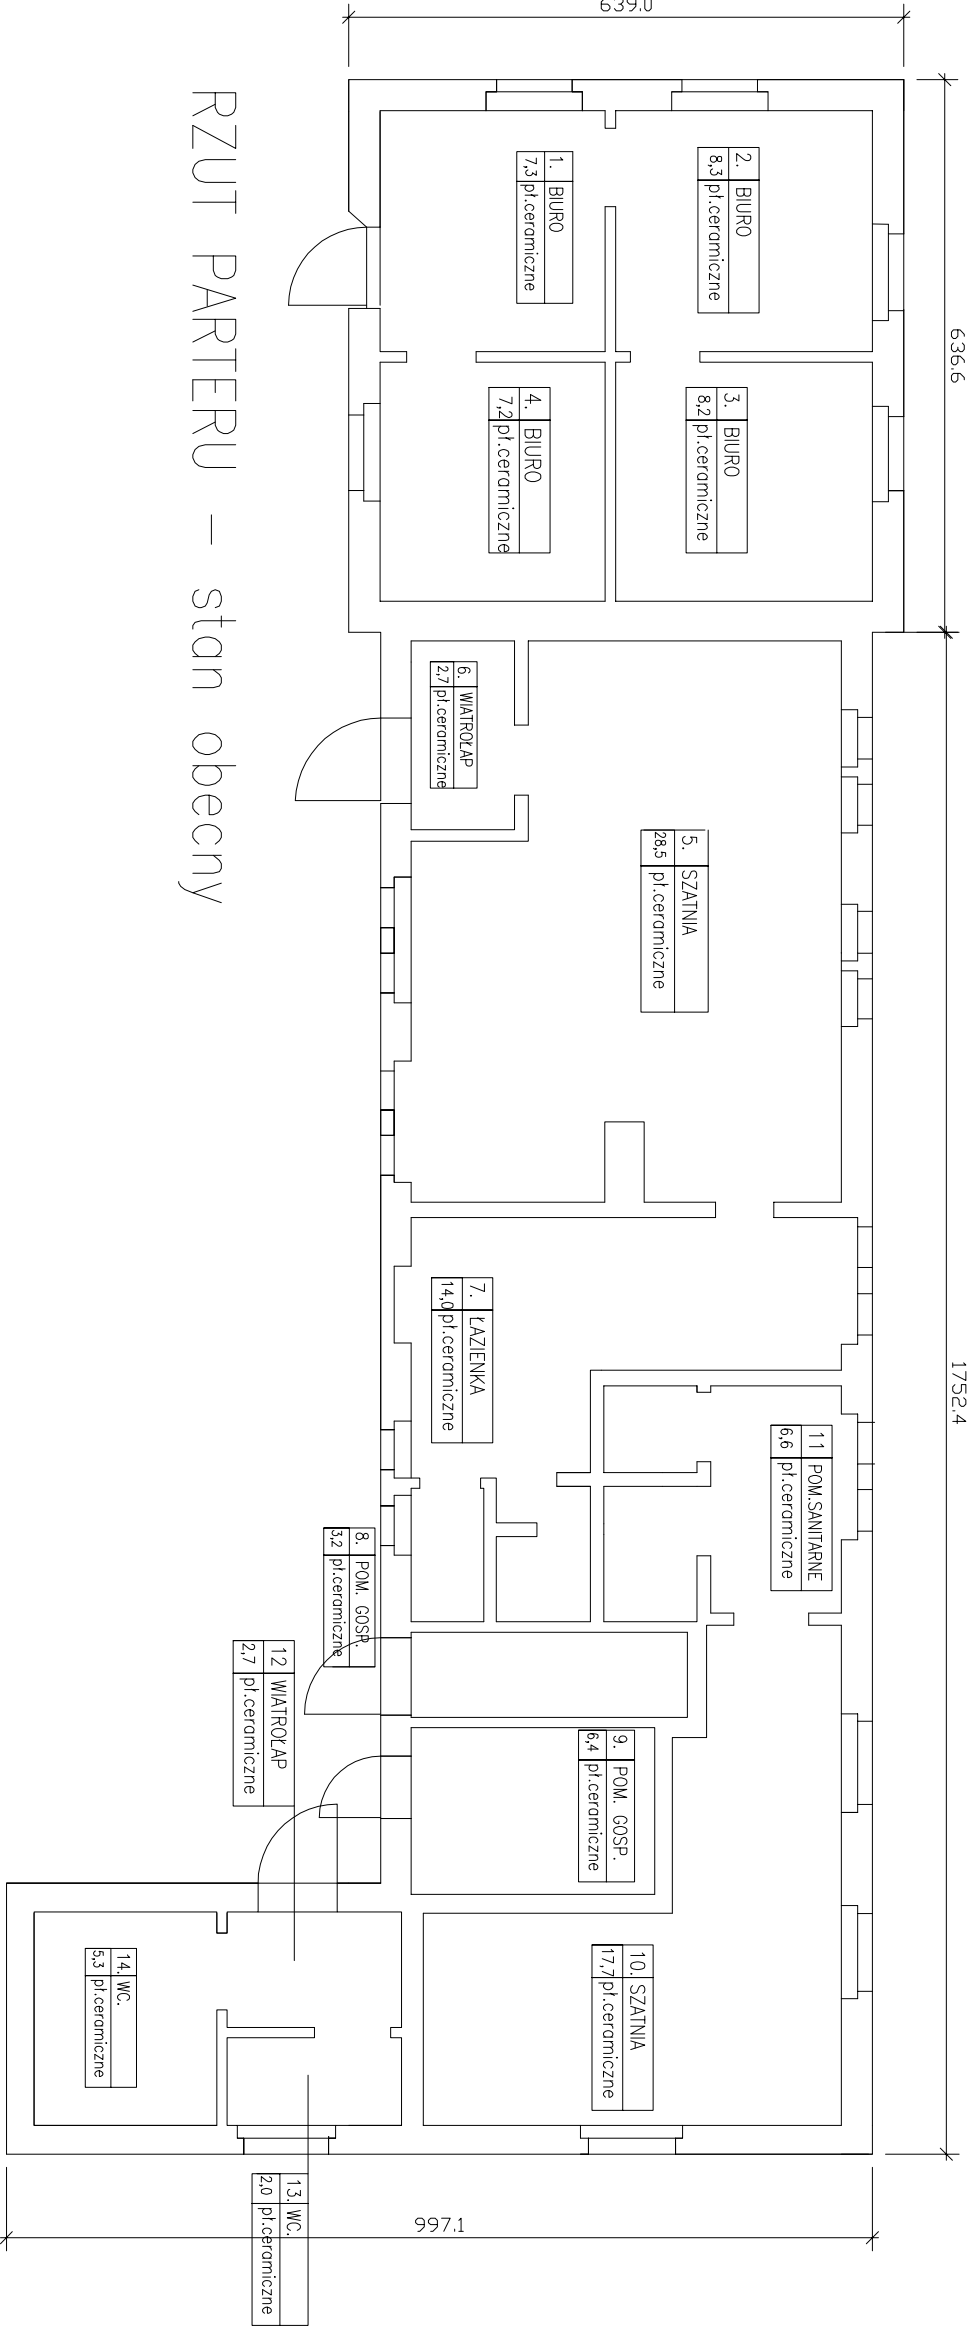 RZUT PARTERU - stan obecny
639.0
636.6
1752.4
997.1
1. BIURO
7,3 pł.ceramiczne
2. BIURO
8,3 pł.ceramiczne
3. BIURO
8,2 pł.ceramiczne
4. BIURO
7,2 pł.ceramiczne
5. SZATNIA
28,5 pł.ceramiczne
6. WIATROŁAP
2,7 pł.ceramiczne
7. ŁAZIENKA
14,0 pł.ceramiczne
8. POM. GOSP.
3,2 pł.ceramiczne
9. POM. GOSP.
6,4 pł.ceramiczne
10. SZATNIA
17,7 pł.ceramiczne
11 POM.SANITARNE
6,6 pł.ceramiczne
12 WIATROŁAP
2,7 pł.ceramiczne
13. WC.
2,0 pł.ceramiczne
14. WC.
5,3 pł.ceramiczne